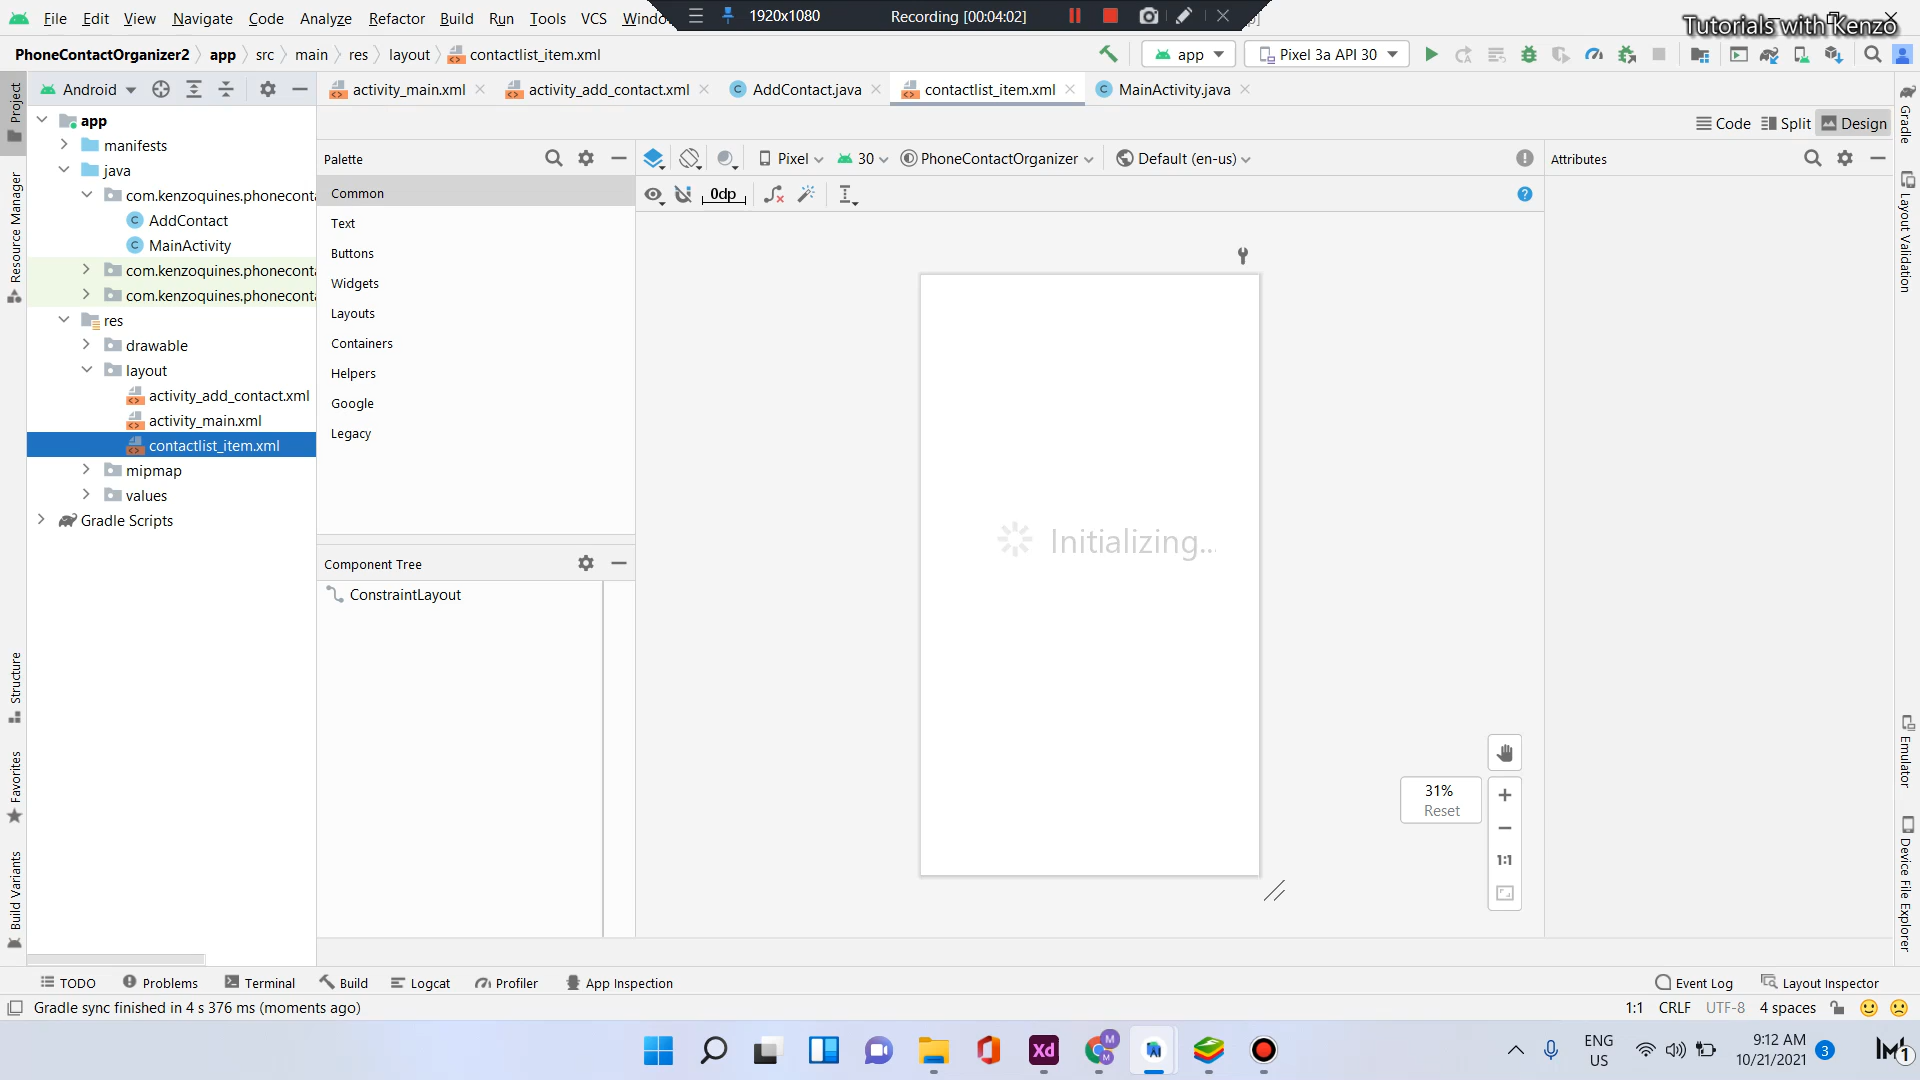 File Edit View Navigate Code Analyze Refactor Build Run Tools VCS
1920x1080
Recording [00:04:02]
Tutorials with Kenzo
PhoneContactOrganizer2 app src main res layout contactlist_item.xml
app
Pixel 3a API 30
Android
activity_main.xml
activity_add_contact.xml
AddContact.java
contactlist_item.xml
MainActivity.java
Code Split Design
Project
Resource Manager
Structure
Favorites
Build Variants
app
manifests
java
com.kenzoquines.phoneconta
AddContact
MainActivity
com.kenzoquines.phoneconta
com.kenzoquines.phoneconta
res
drawable
layout
activity_add_contact.xml
activity_main.xml
contactlist_item.xml
mipmap
values
Gradle Scripts
Palette
Common
Text
Buttons
Widgets
Layouts
Containers
Helpers
Google
Legacy
Component Tree
ConstraintLayout
Pixel
30
PhoneContactOrganizer
Default (en-us)
0dp
Initializing...
31%
Reset
1:1
Attributes
Gradle
Layout Validation
Emulator
Device File Explorer
TODO Problems Terminal Build Logcat Profiler App Inspection
Event Log Layout Inspector
Gradle sync finished in 4 s 376 ms (moments ago)
1:1 CRLF UTF-8 4 spaces
Xd
M
M
ENG
US
9:12 AM
10/21/2021
3
1